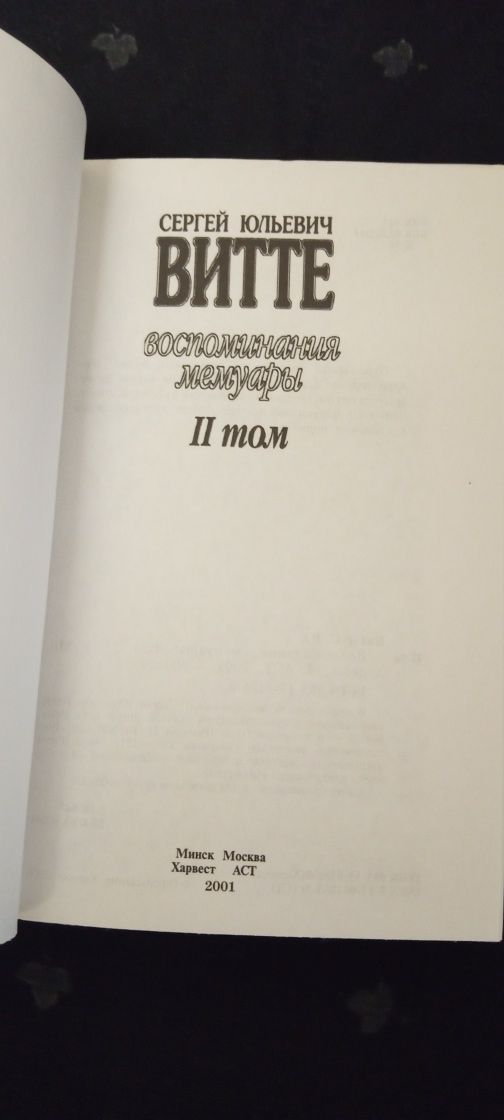 СЕРГЕЙ ЮЛЬЕВИЧ
ВИТТЕ
воспоминания
мемуары
II том
Минск Москва
Харвест АСТ
2001